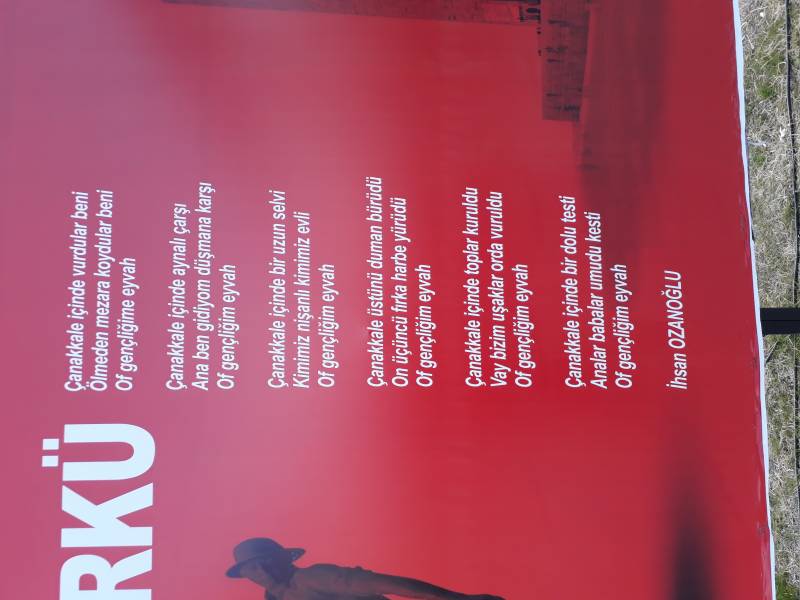 RKÜ
Çanakkale içinde vurdular beni
Ölmeden mezara koydular beni
Of gençliğime eyvah
Çanakkale içinde aynalı çarşı
Ana ben gidiyom düşmana karşı
Of gençliğim eyvah
Çanakkale içinde bir uzun selvi
Kimimiz nişanlı kimimiz evli
Of gençliğim eyvah
Çanakkale üstünü duman bürüdü
On üçüncü fırka harbe yürüdü
Of gençliğim eyvah
Çanakkale içinde toplar kuruldu
Vay bizim uşaklar orda vuruldu
Of gençliğim eyvah
Çanakkale içinde bir dolu testi
Analar babalar umudu kesti
Of gençliğim eyvah
İhsan OZANOĞLU